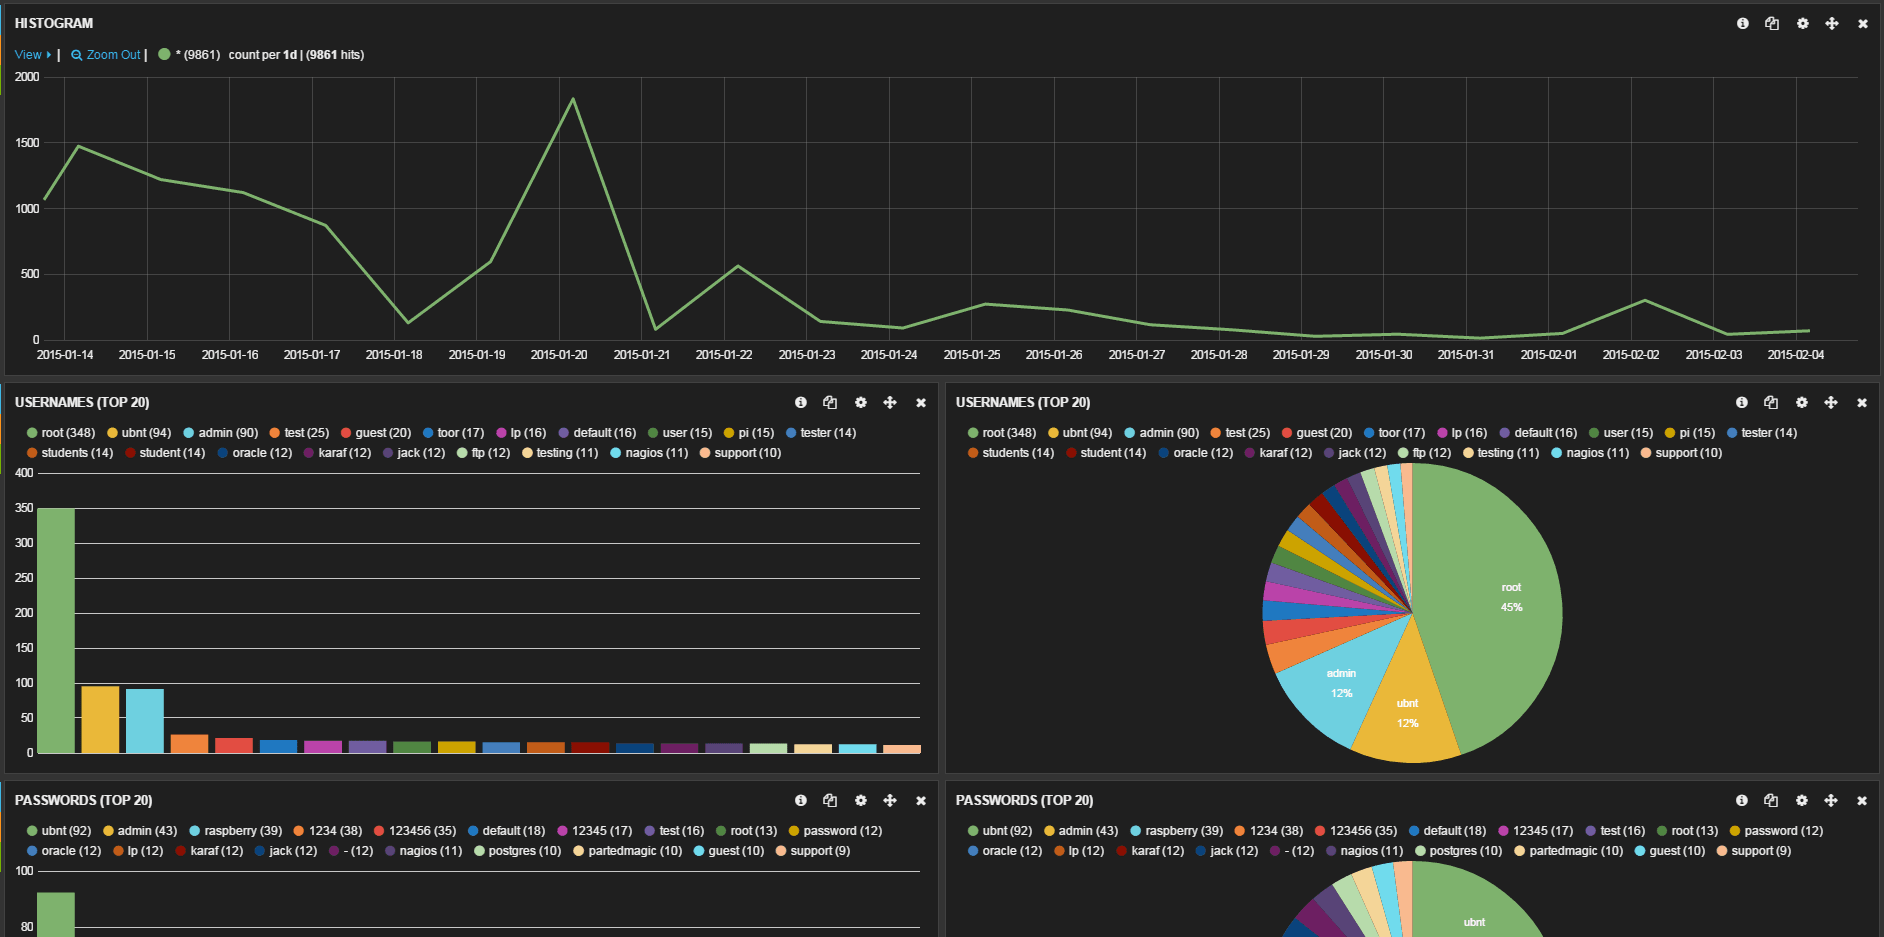 HISTOGRAM
View | Zoom Out | * (9861) count per 1d | (9861 hits)
2000
1500
1000
500
0
2015-01-14 2015-01-15 2015-01-16 2015-01-17 2015-01-18 2015-01-19 2015-01-20 2015-01-21 2015-01-22 2015-01-23 2015-01-24 2015-01-25 2015-01-26 2015-01-27 2015-01-28 2015-01-29 2015-01-30 2015-01-31 2015-02-01 2015-02-02 2015-02-03 2015-02-04
USERNAMES (TOP 20)
root (348) ubnt (94) admin (90) test (25) guest (20) toor (17) lp (16) default (16) user (15) pi (15) tester (14)
students (14) student (14) oracle (12) karaf (12) jack (12) ftp (12) testing (11) nagios (11) support (10)
400
350
300
250
200
150
100
50
0
USERNAMES (TOP 20)
root (348) ubnt (94) admin (90) test (25) guest (20) toor (17) lp (16) default (16) user (15) pi (15) tester (14)
students (14) student (14) oracle (12) karaf (12) jack (12) ftp (12) testing (11) nagios (11) support (10)
root
45%
admin
12%
ubnt
12%
PASSWORDS (TOP 20)
ubnt (92) admin (43) raspberry (39) 1234 (38) 123456 (35) default (18) 12345 (17) test (16) root (13) password (12)
oracle (12) lp (12) karaf (12) jack (12) - (12) nagios (11) postgres (10) partedmagic (10) guest (10) support (9)
100
80
PASSWORDS (TOP 20)
ubnt (92) admin (43) raspberry (39) 1234 (38) 123456 (35) default (18) 12345 (17) test (16) root (13) password (12)
oracle (12) lp (12) karaf (12) jack (12) - (12) nagios (11) postgres (10) partedmagic (10) guest (10) support (9)
ubnt